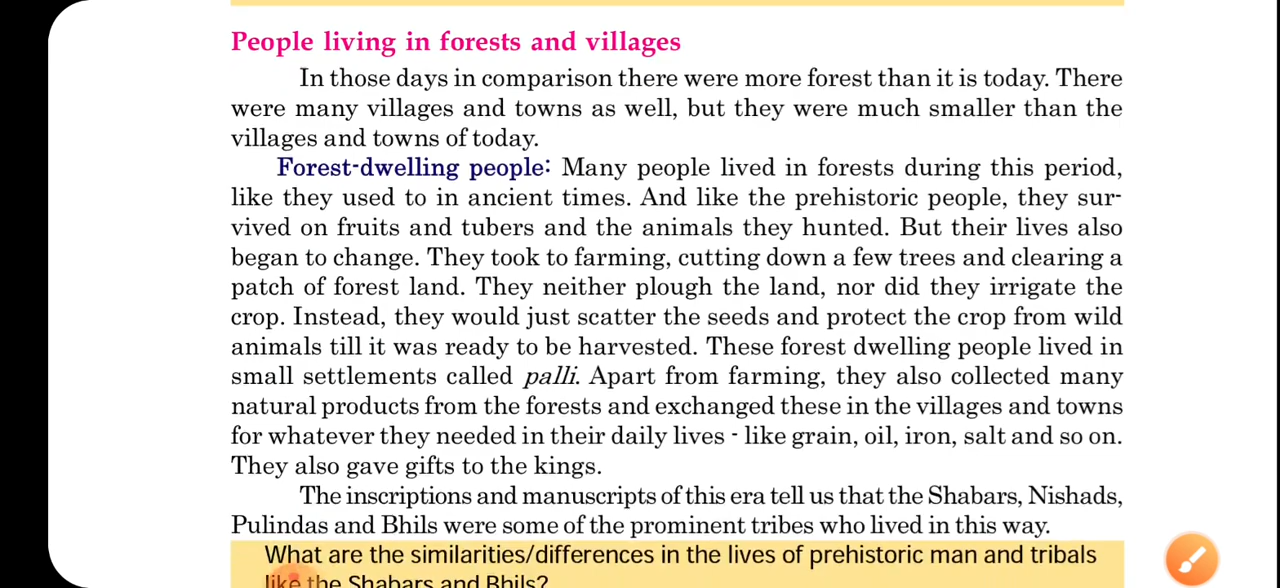 People living in forests and villages
In those days in comparison there were more forest than it is today. There
were many villages and towns as well, but they were much smaller than the
villages and towns of today.
Forest-dwelling people: Many people lived in forests during this period,
like they used to in ancient times. And like the prehistoric people, they sur-
vived on fruits and tubers and the animals they hunted. But their lives also
began to change. They took to farming, cutting down a few trees and clearing a
patch of forest land. They neither plough the land, nor did they irrigate the
crop. Instead, they would just scatter the seeds and protect the crop from wild
animals till it was ready to be harvested. These forest dwelling people lived in
small settlements called palli. Apart from farming, they also collected many
natural products from the forests and exchanged these in the villages and towns
for whatever they needed in their daily lives - like grain, oil, iron, salt and so on.
They also gave gifts to the kings.
The inscriptions and manuscripts of this era tell us that the Shabars, Nishads,
Pulindas and Bhils were some of the prominent tribes who lived in this way.
What are the similarities/differences in the lives of prehistoric man and tribals
like the Shabars and Bhils?